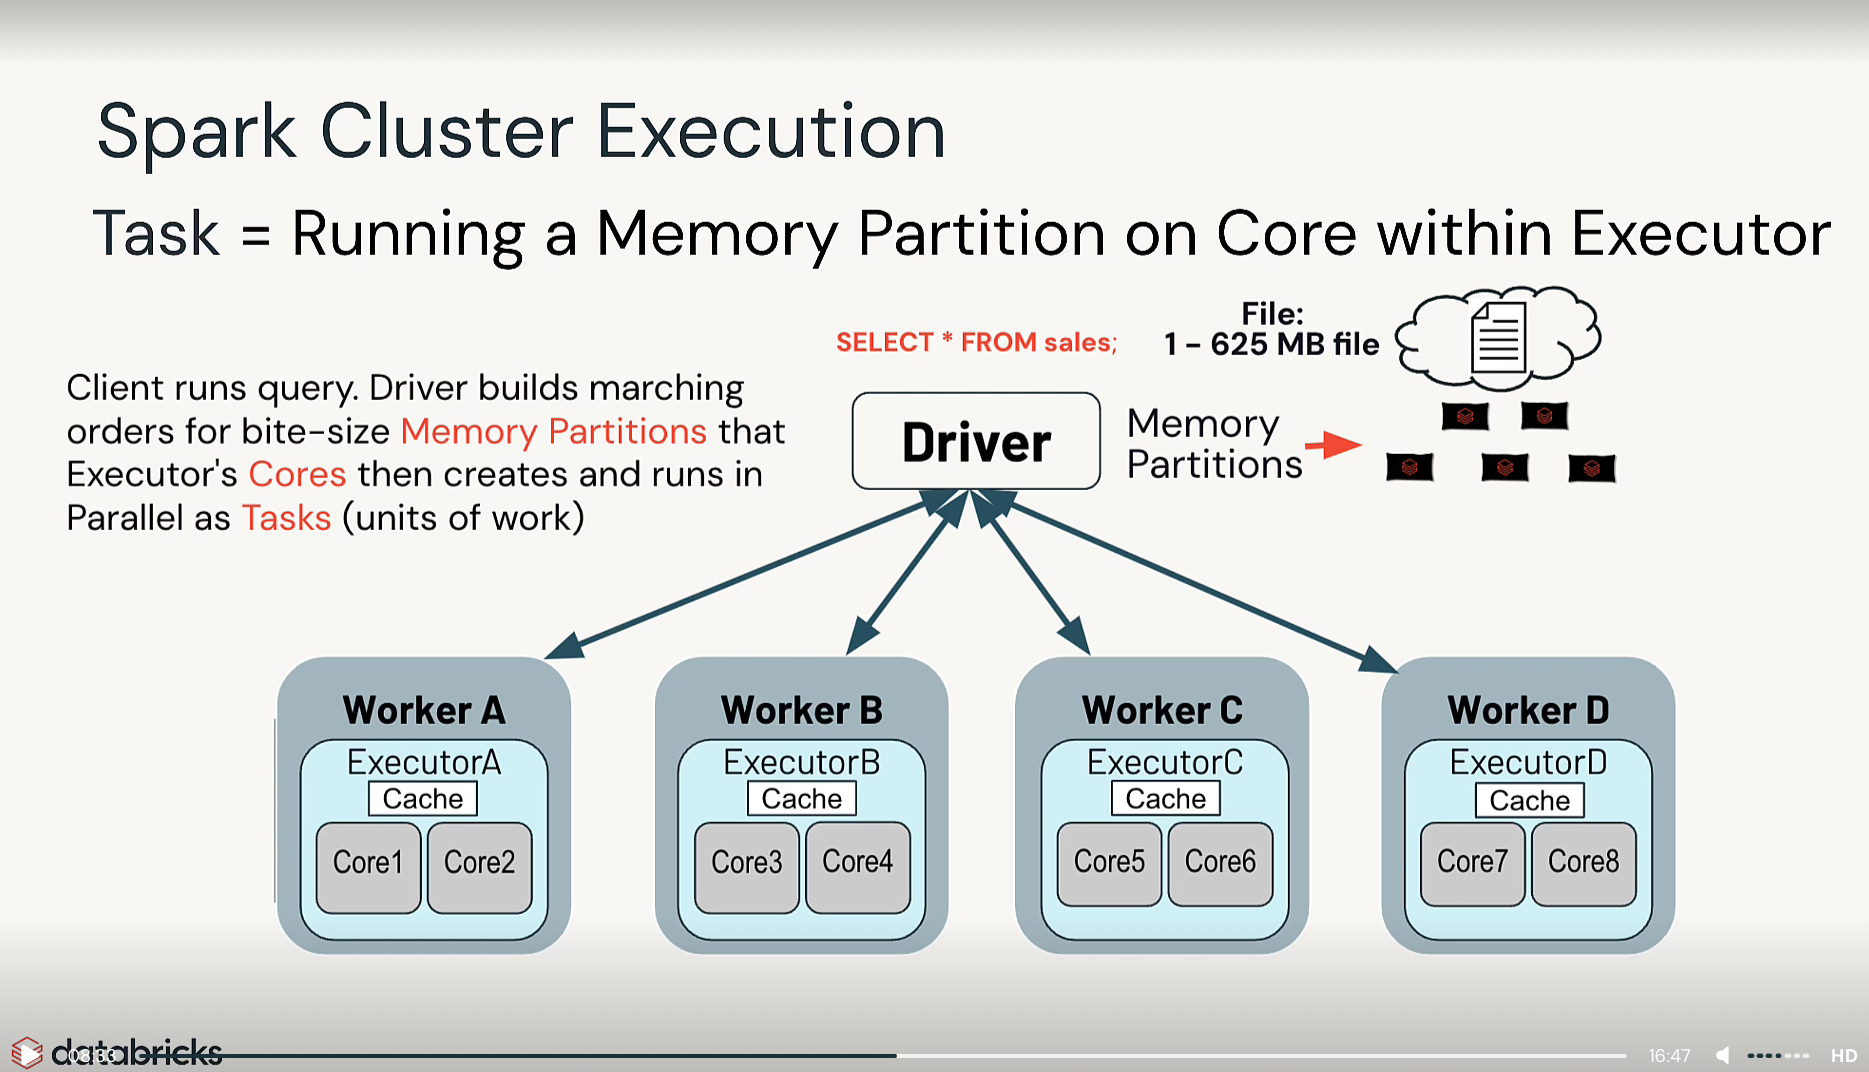 Spark Cluster Execution
Task = Running a Memory Partition on Core within Executor
SELECT * FROM sales;
File:
1 – 625 MB file
Client runs query. Driver builds marching
orders for bite-size Memory Partitions that
Executor's Cores then creates and runs in
Parallel as Tasks (units of work)
Driver
Memory
Partitions
Worker A
ExecutorA
Cache
Core1
Core2
Worker B
ExecutorB
Cache
Core3
Core4
Worker C
ExecutorC
Cache
Core5
Core6
Worker D
ExecutorD
Cache
Core7
Core8
databricks
16:47
HD